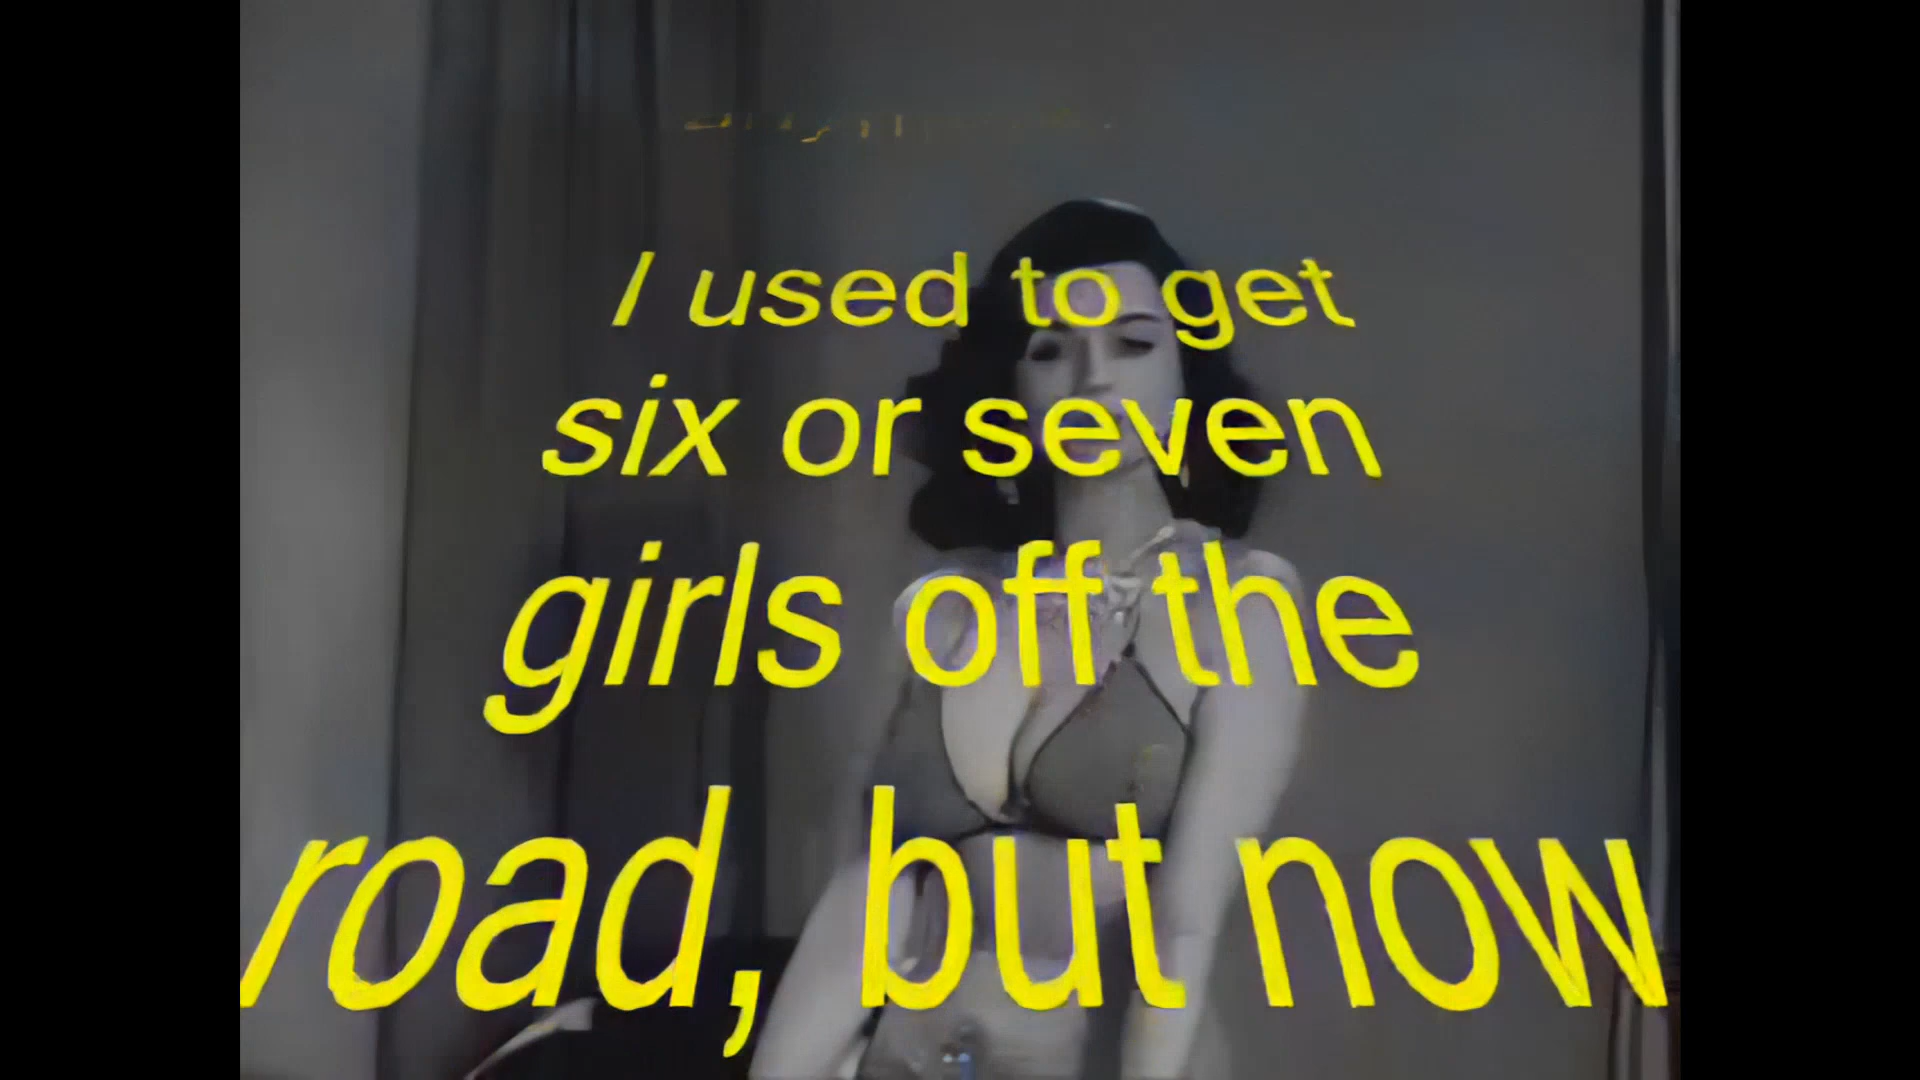 I used to get
six or seven
girls off the
road, but now